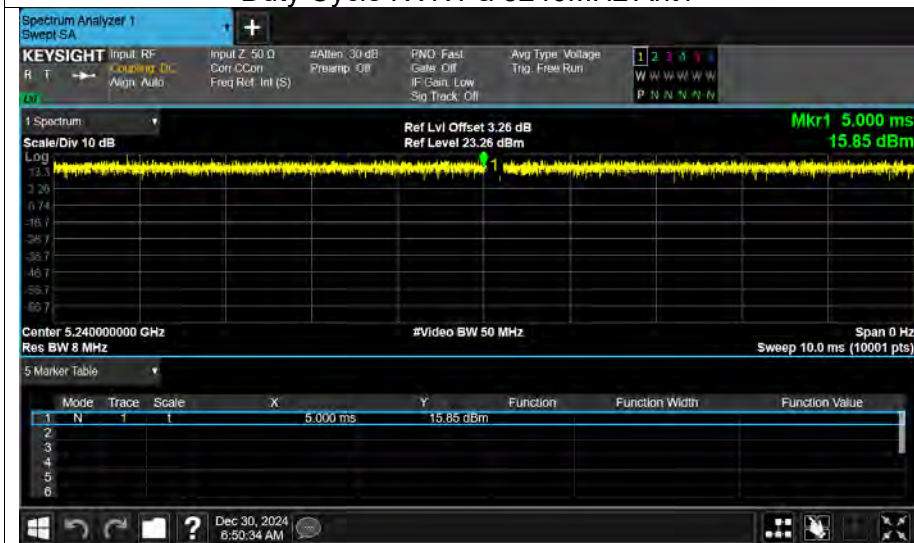 Spectrum Analyzer 1
Swept SA
KEYSIGHT Input: RF Input Z: 50 Ω #Atten: 30 dB PNO: Fast Avg Type: Voltage 1 2 3 4 5 6
R T Coupling: DC Corr CCorr Preamp: Off Gate: Off Trig: Free Run W W W W W W
Align: Auto Freq Ref: Int (S) IF Gain: Low
Sig Track: Off P N N N N N
1 Spectrum Mkr1 5.000 ms
Ref Lvl Offset 3.26 dB
Scale/Div 10 dB Ref Level 23.26 dBm 15.85 dBm
Log
13.3
1
3.26
-6.74
-16.7
-26.7
-36.7
-46.7
-56.7
-66.7
Center 5.240000000 GHz #Video BW 50 MHz Span 0 Hz
Res BW 8 MHz Sweep 10.0 ms (10001 pts)
5 Marker Table
Mode Trace Scale X Y Function Function Width Function Value
1 N 1 t 5.000 ms 15.85 dBm
2
3
4
5
6
? Dec 30, 2024
6:50:34 AM